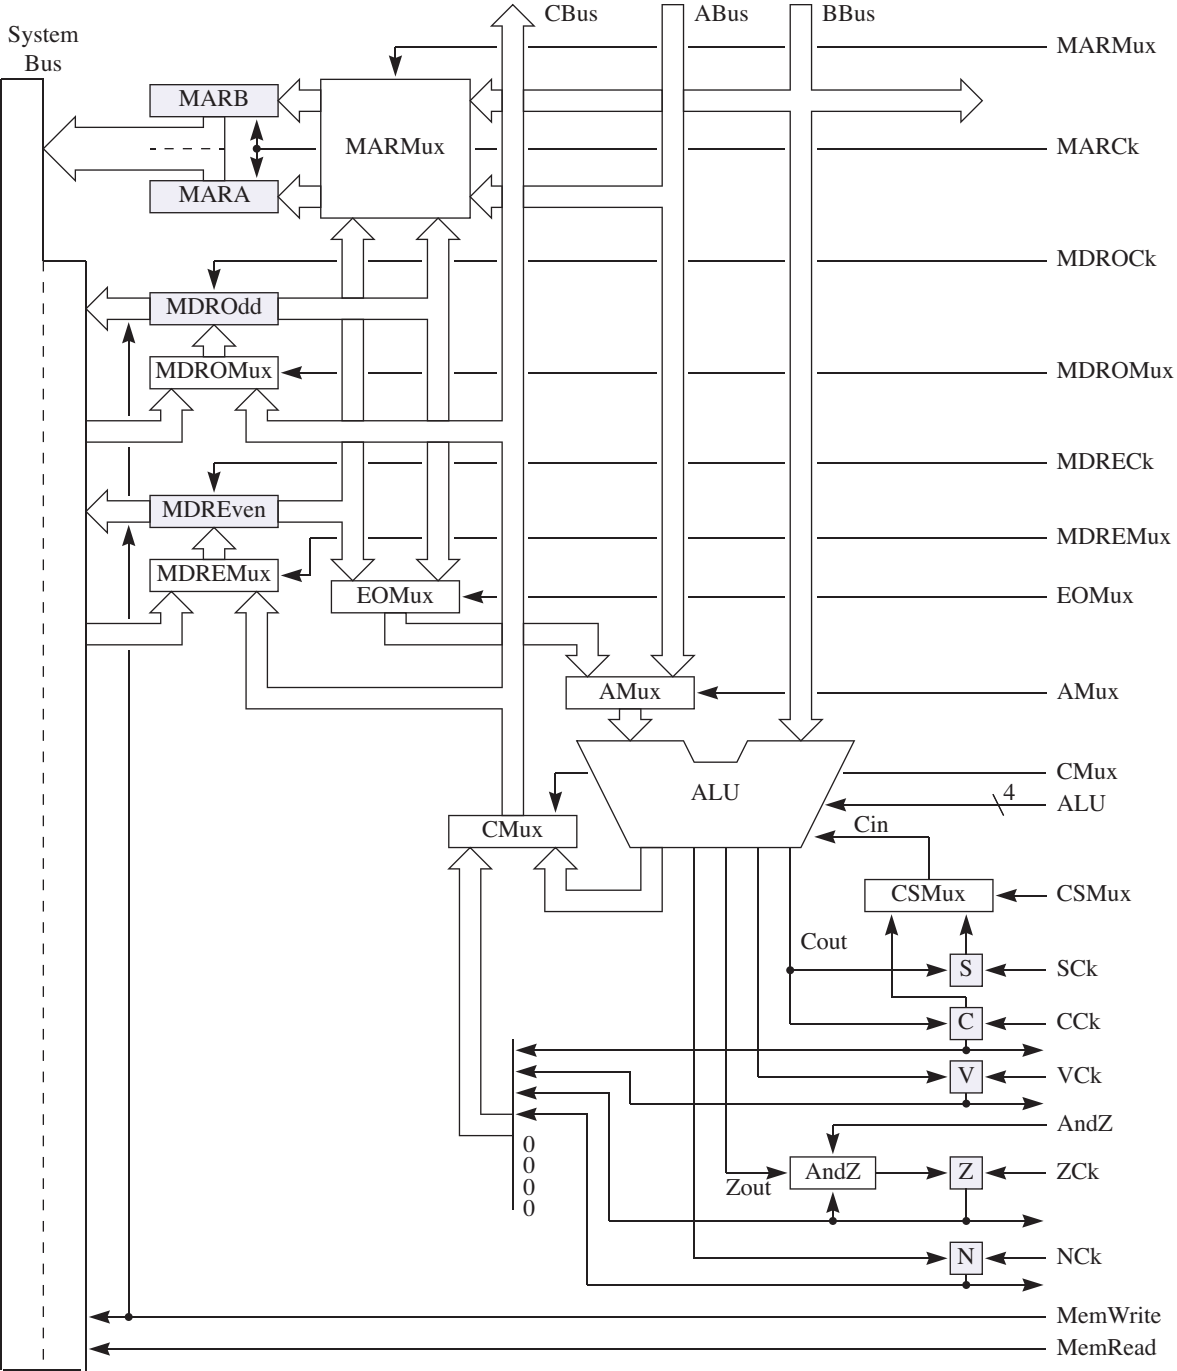 System
Bus
CBus
ABus
BBus
MARMux
MARB
MARMux
MARCk
MARA
MDROCk
MDROdd
MDROMux
MDROMux
MDRECk
MDREven
MDREMux
MDREMux
EOMux
EOMux
AMux
AMux
CMux
ALU
4
ALU
CMux
Cin
CSMux
CSMux
Cout
S
SCk
C
CCk
V
VCk
AndZ
0
0
0
0
Zout
AndZ
Z
ZCk
N
NCk
MemWrite
MemRead